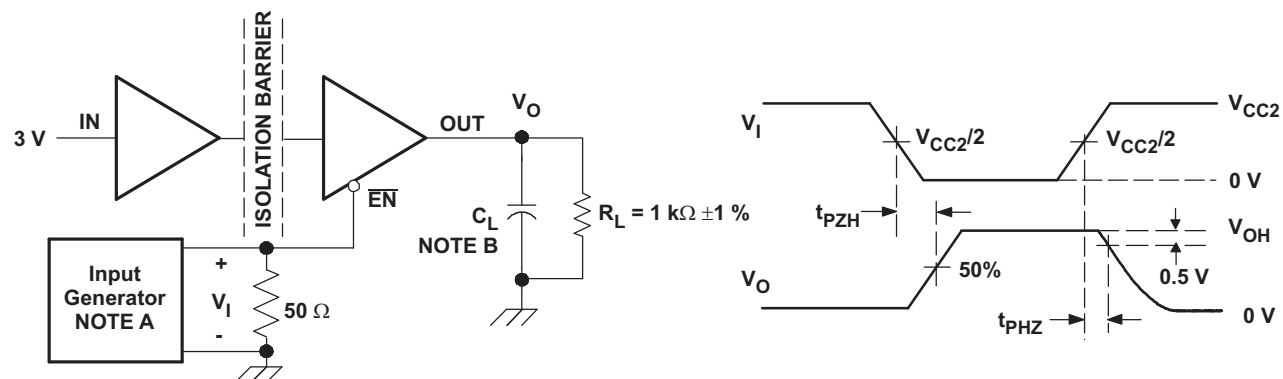 ISOLATION BARRIER
3 V
IN
OUT
V_O
EN
C_L
NOTE B
R_L = 1 kΩ ±1 %
Input
Generator
NOTE A
+
V_I
-
50 Ω
V_I
V_CC2/2
V_CC2/2
V_CC2
0 V
t_PZH
V_O
50%
t_PHZ
V_OH
0.5 V
0 V